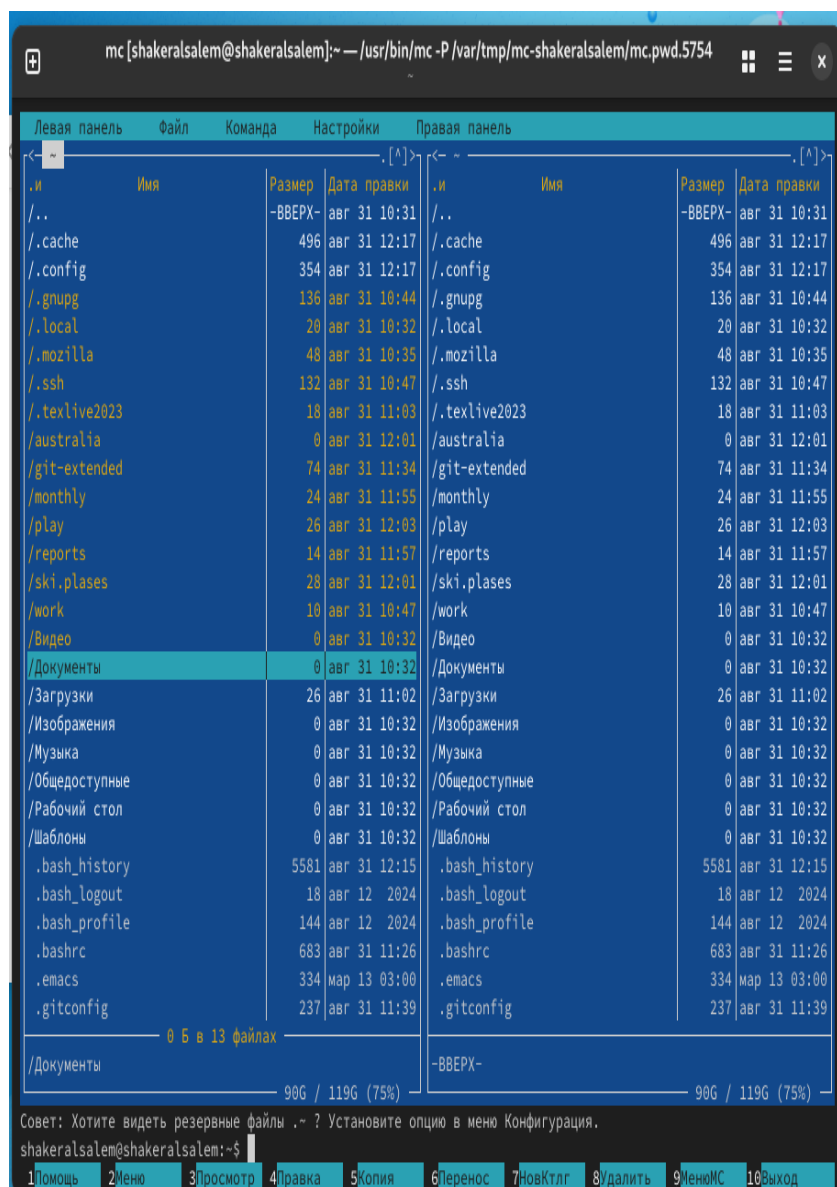 mc [shakeralsalem@shakeralsalem]:~ — /usr/bin/mc -P /var/tmp/mc-shakeralsalem/mc.pwd.5754
~
Левая панель Файл Команда Настройки Правая панель
<- ~ .[^]> <- ~ .[^]>
.и Имя Размер Дата правки .и Имя Размер Дата правки
/.. -ВВЕРХ- авг 31 10:31 /.. -ВВЕРХ- авг 31 10:31
/.cache 496 авг 31 12:17 /.cache 496 авг 31 12:17
/.config 354 авг 31 12:17 /.config 354 авг 31 12:17
/.gnupg 136 авг 31 10:44 /.gnupg 136 авг 31 10:44
/.local 20 авг 31 10:32 /.local 20 авг 31 10:32
/.mozilla 48 авг 31 10:35 /.mozilla 48 авг 31 10:35
/.ssh 132 авг 31 10:47 /.ssh 132 авг 31 10:47
/.texlive2023 18 авг 31 11:03 /.texlive2023 18 авг 31 11:03
/australia 0 авг 31 12:01 /australia 0 авг 31 12:01
/git-extended 74 авг 31 11:34 /git-extended 74 авг 31 11:34
/monthly 24 авг 31 11:55 /monthly 24 авг 31 11:55
/play 26 авг 31 12:03 /play 26 авг 31 12:03
/reports 14 авг 31 11:57 /reports 14 авг 31 11:57
/ski.plases 28 авг 31 12:01 /ski.plases 28 авг 31 12:01
/work 10 авг 31 10:47 /work 10 авг 31 10:47
/Видео 0 авг 31 10:32 /Видео 0 авг 31 10:32
/Документы 0 авг 31 10:32 /Документы 0 авг 31 10:32
/Загрузки 26 авг 31 11:02 /Загрузки 26 авг 31 11:02
/Изображения 0 авг 31 10:32 /Изображения 0 авг 31 10:32
/Музыка 0 авг 31 10:32 /Музыка 0 авг 31 10:32
/Общедоступные 0 авг 31 10:32 /Общедоступные 0 авг 31 10:32
/Рабочий стол 0 авг 31 10:32 /Рабочий стол 0 авг 31 10:32
/Шаблоны 0 авг 31 10:32 /Шаблоны 0 авг 31 10:32
.bash_history 5581 авг 31 12:15 .bash_history 5581 авг 31 12:15
.bash_logout 18 авг 12 2024 .bash_logout 18 авг 12 2024
.bash_profile 144 авг 12 2024 .bash_profile 144 авг 12 2024
.bashrc 683 авг 31 11:26 .bashrc 683 авг 31 11:26
.emacs 334 мар 13 03:00 .emacs 334 мар 13 03:00
.gitconfig 237 авг 31 11:39 .gitconfig 237 авг 31 11:39
0 Б в 13 файлах
/Документы -ВВЕРХ-
90G / 119G (75%) 90G / 119G (75%)
Совет: Хотите видеть резервные файлы .~ ? Установите опцию в меню Конфигурация.
shakeralsalem@shakeralsalem:~$
1Помощь 2Меню 3Просмотр 4Правка 5Копия 6Перенос 7НовКтлг 8Удалить 9МенюMC 10Выход